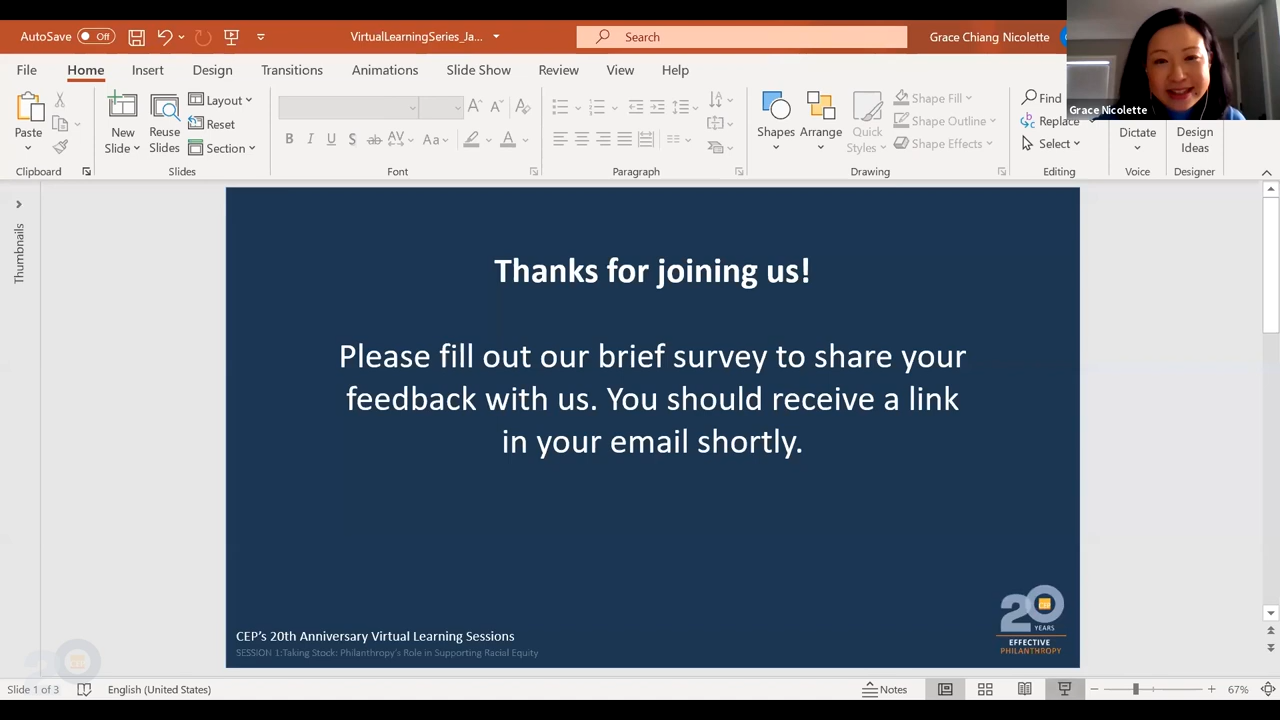 AutoSave Off
VirtualLearningSeries_Ja...
Search
Grace Chiang Nicolette
Grace Nicolette
File Home Insert Design Transitions Animations Slide Show Review View Help
Paste
New Slide
Reuse Slides
Layout
Reset
Section
B I U S ab AV Aa A
Shapes
Arrange
Quick Styles
Shape Fill
Shape Outline
Shape Effects
Find
Replace
Select
Dictate
Design Ideas
Clipboard Slides Font Paragraph Drawing Editing Voice Designer
Thumbnails
Thanks for joining us!
Please fill out our brief survey to share your
feedback with us. You should receive a link
in your email shortly.
CEP's 20th Anniversary Virtual Learning Sessions
SESSION 1:Taking Stock: Philanthropy's Role in Supporting Racial Equity
20
CEP
YEARS
EFFECTIVE
PHILANTHROPY
Slide 1 of 3 English (United States) Notes 67%